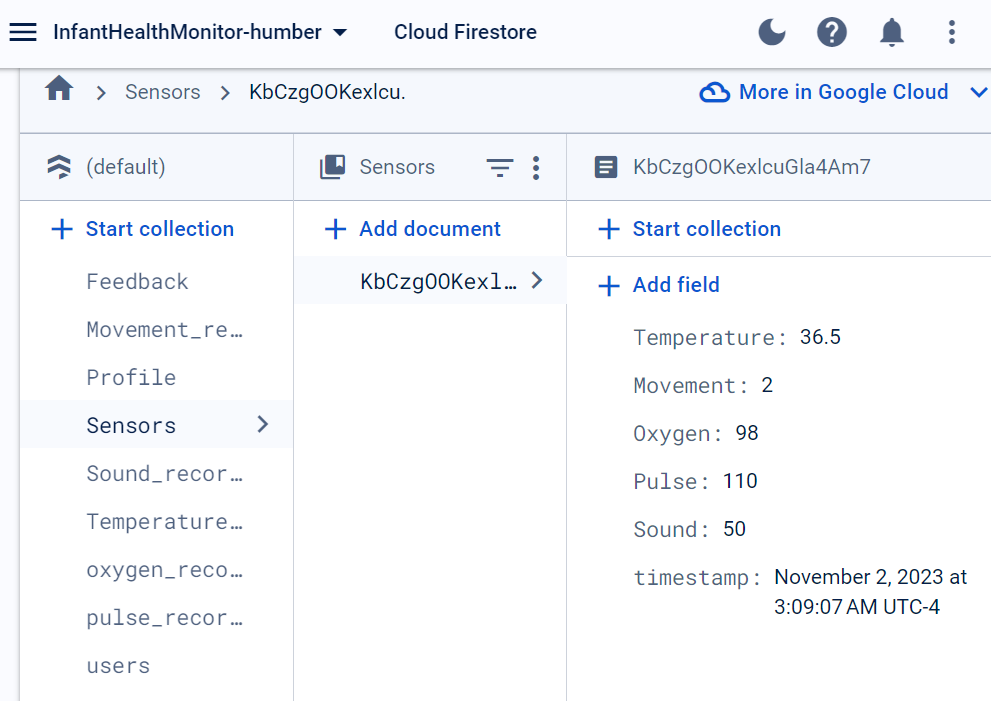 InfantHealthMonitor-humber Cloud Firestore
Sensors KbCzgOOKexlcu. More in Google Cloud
(default) Sensors KbCzgOOKexlcuGla4Am7
Start collection Add document Start collection
Feedback KbCzgOOKexl… Add field
Movement_re…
Profile
Sensors
Sound_recor…
Temperature…
oxygen_reco…
pulse_recor…
users
Temperature: 36.5
Movement: 2
Oxygen: 98
Pulse: 110
Sound: 50
timestamp: November 2, 2023 at
3:09:07 AM UTC-4